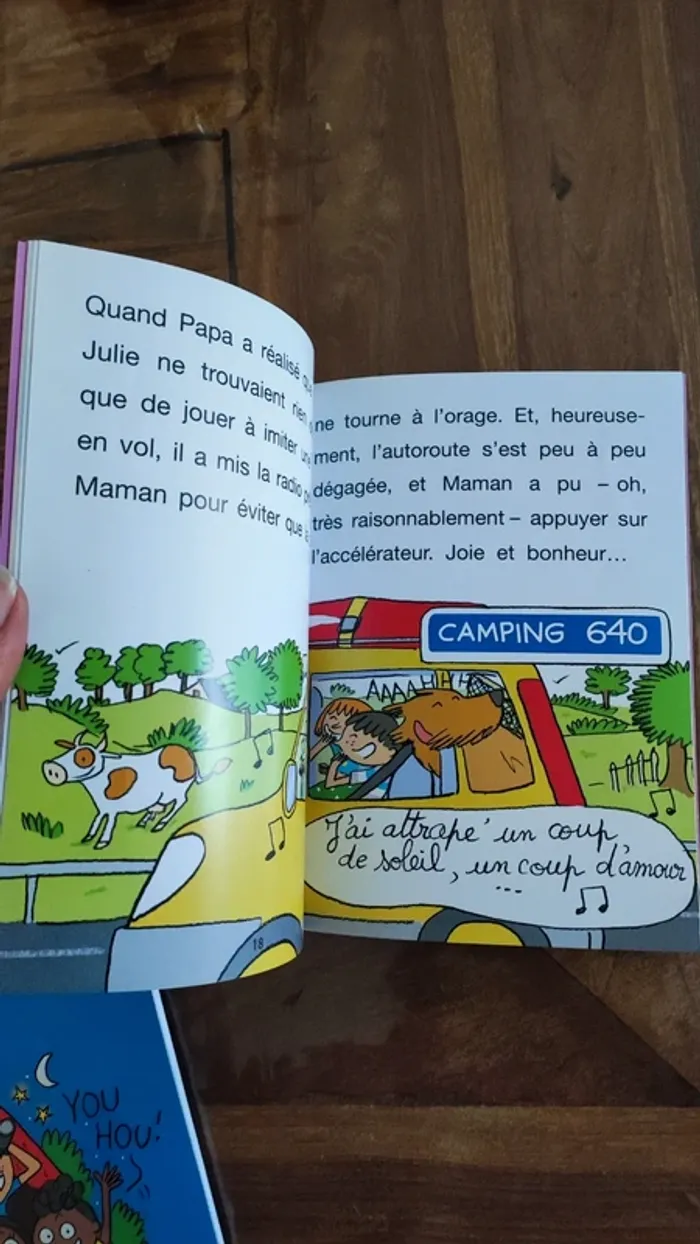 Quand Papa a réalisé que
Julie ne trouvaient rien
que de jouer à imiter
en vol, il a mis la radio
Maman pour éviter que
18
ne tourne à l'orage. Et, heureuse-
ment, l'autoroute s'est peu à peu
dégagée, et Maman a pu – oh,
très raisonnablement – appuyer sur
l'accélérateur. Joie et bonheur...
CAMPING 640
AAAAHHHH
J'ai attrapé un coup
de soleil, un coup d'amour
...
YOU
HOU!